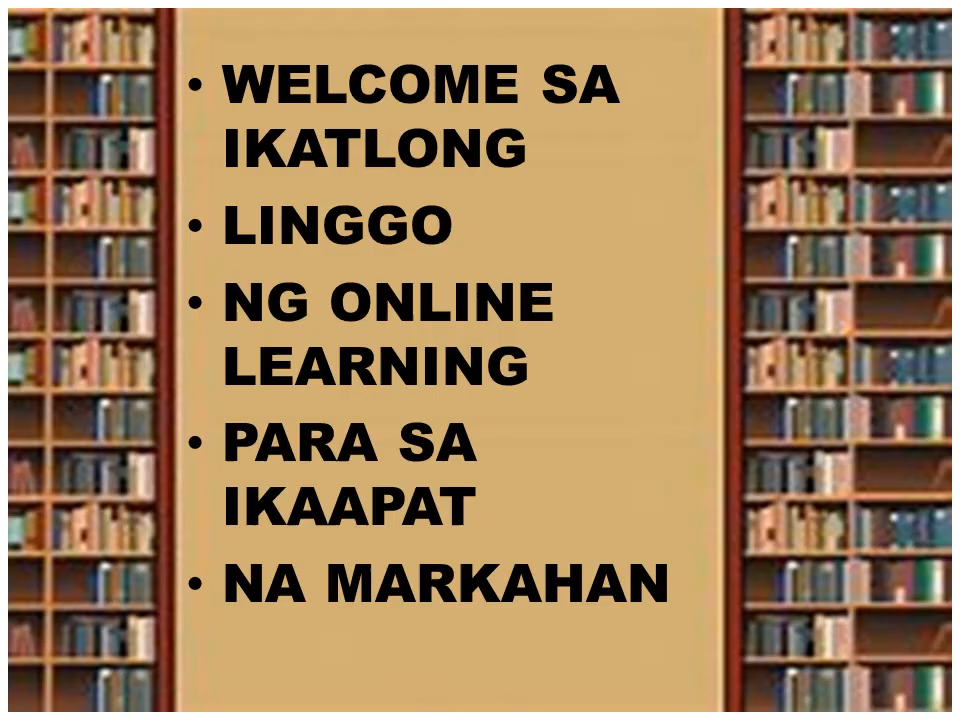 • WELCOME SA
IKATLONG
• LINGGO
• NG ONLINE
LEARNING
• PARA SA
IKAAPAT
• NA MARKAHAN